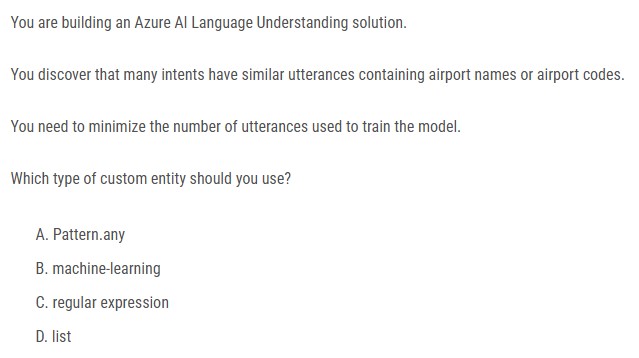 You are building an Azure AI Language Understanding solution.
You discover that many intents have similar utterances containing airport names or airport codes.
You need to minimize the number of utterances used to train the model.
Which type of custom entity should you use?
A. Pattern.any
B. machine-learning
C. regular expression
D. list